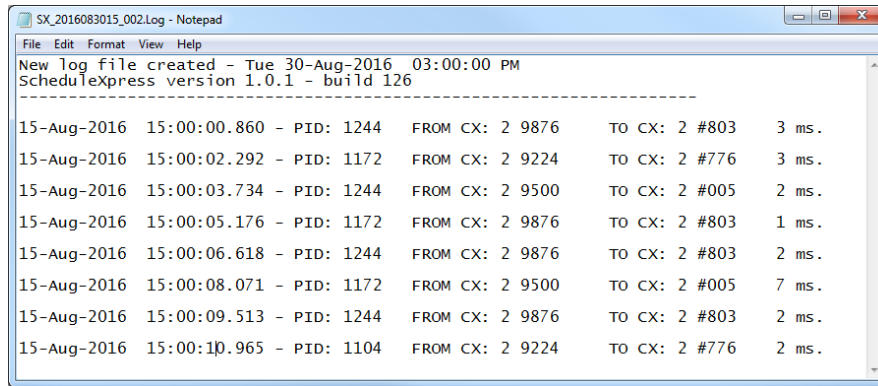 SX_2016083015_002.Log - Notepad
File Edit Format View Help
New log file created - Tue 30-Aug-2016  03:00:00 PM
ScheduleXpress version 1.0.1 - build 126
---------------------------------------------------------------------
15-Aug-2016  15:00:00.860 - PID: 1244   FROM CX: 2 9876      TO CX: 2 #803    3 ms.
15-Aug-2016  15:00:02.292 - PID: 1172   FROM CX: 2 9224      TO CX: 2 #776    3 ms.
15-Aug-2016  15:00:03.734 - PID: 1244   FROM CX: 2 9500      TO CX: 2 #005    2 ms.
15-Aug-2016  15:00:05.176 - PID: 1172   FROM CX: 2 9876      TO CX: 2 #803    1 ms.
15-Aug-2016  15:00:06.618 - PID: 1244   FROM CX: 2 9876      TO CX: 2 #803    2 ms.
15-Aug-2016  15:00:08.071 - PID: 1172   FROM CX: 2 9500      TO CX: 2 #005    7 ms.
15-Aug-2016  15:00:09.513 - PID: 1244   FROM CX: 2 9876      TO CX: 2 #803    2 ms.
15-Aug-2016  15:00:10.965 - PID: 1104   FROM CX: 2 9224      TO CX: 2 #776    2 ms.